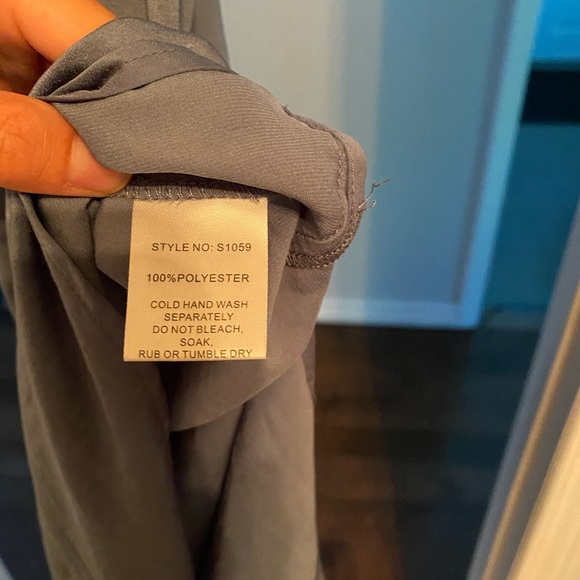 STYLE NO: S1059
100%POLYESTER
COLD HAND WASH
SEPARATELY
DO NOT BLEACH,
SOAK,
RUB OR TUMBLE DRY